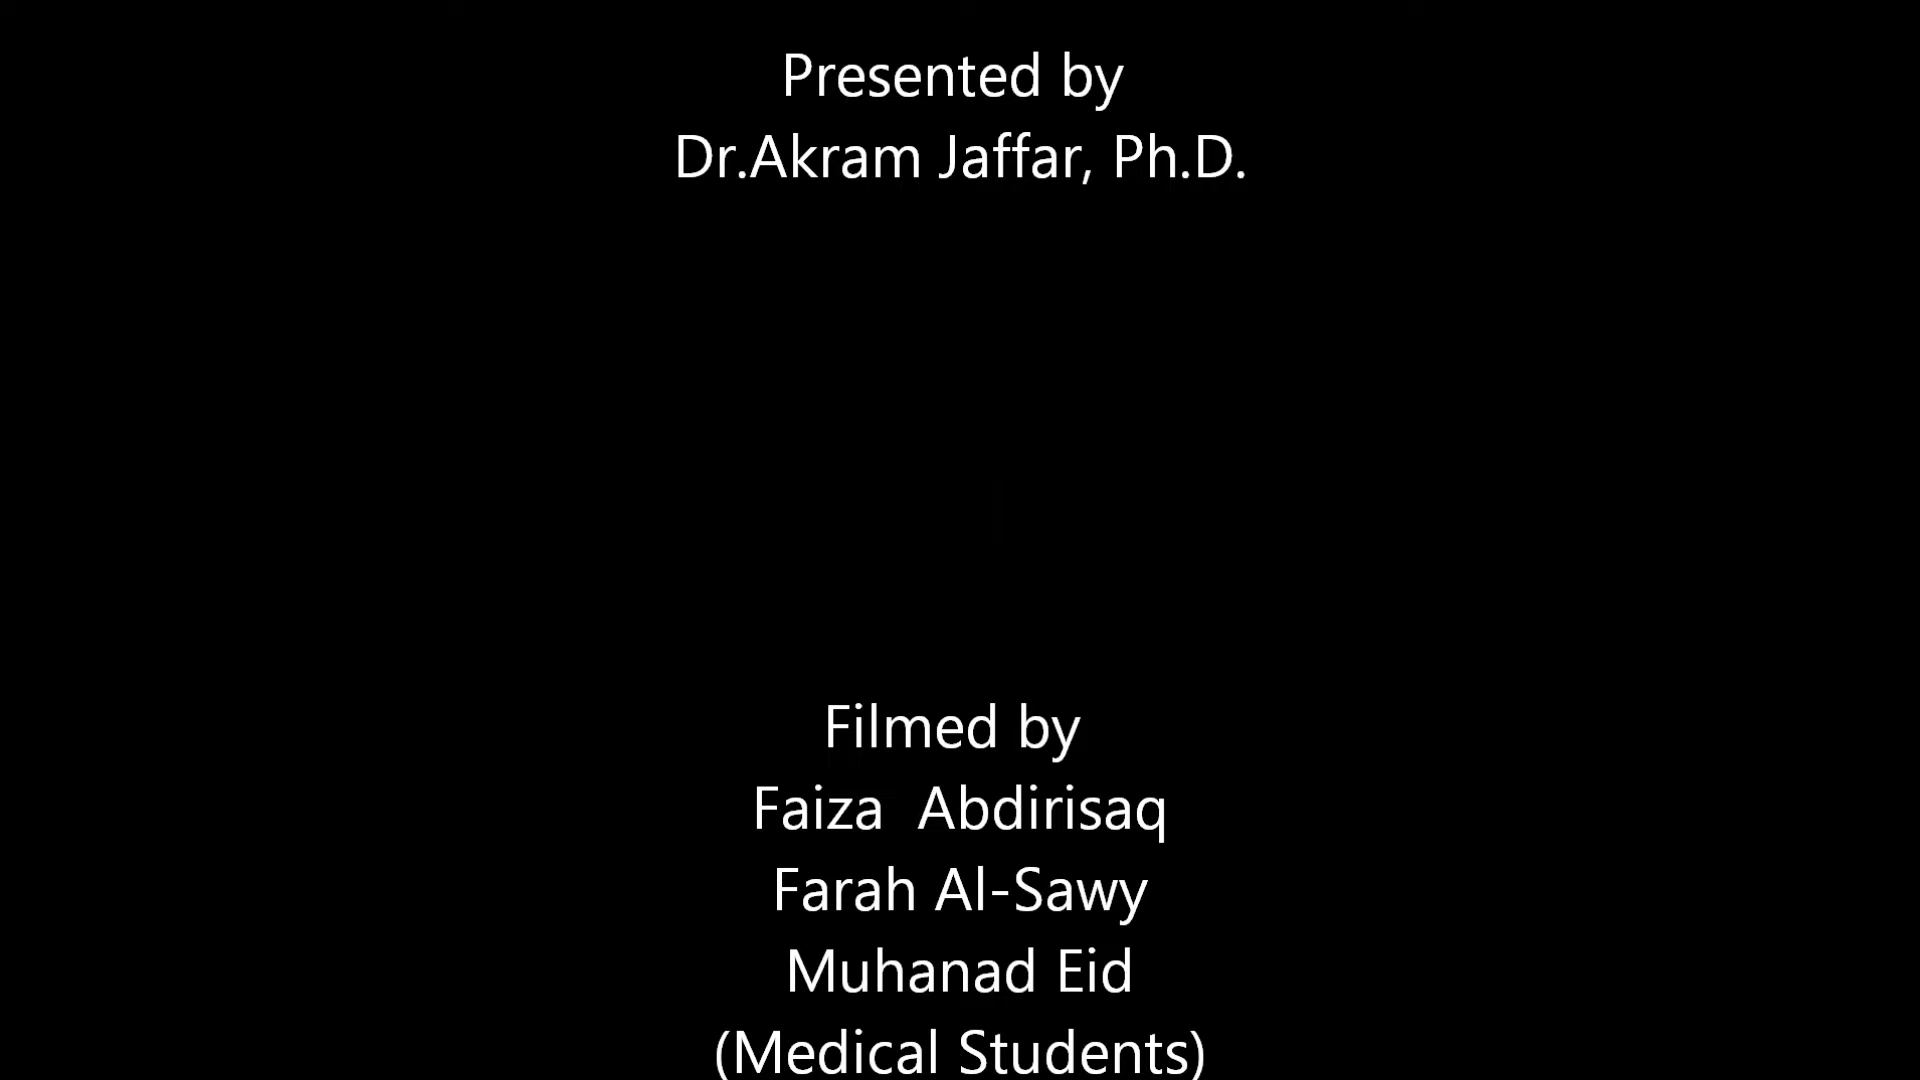 Presented by
Dr.Akram Jaffar, Ph.D.
Filmed by
Faiza  Abdirisaq
Farah Al-Sawy
Muhanad Eid
(Medical Students)